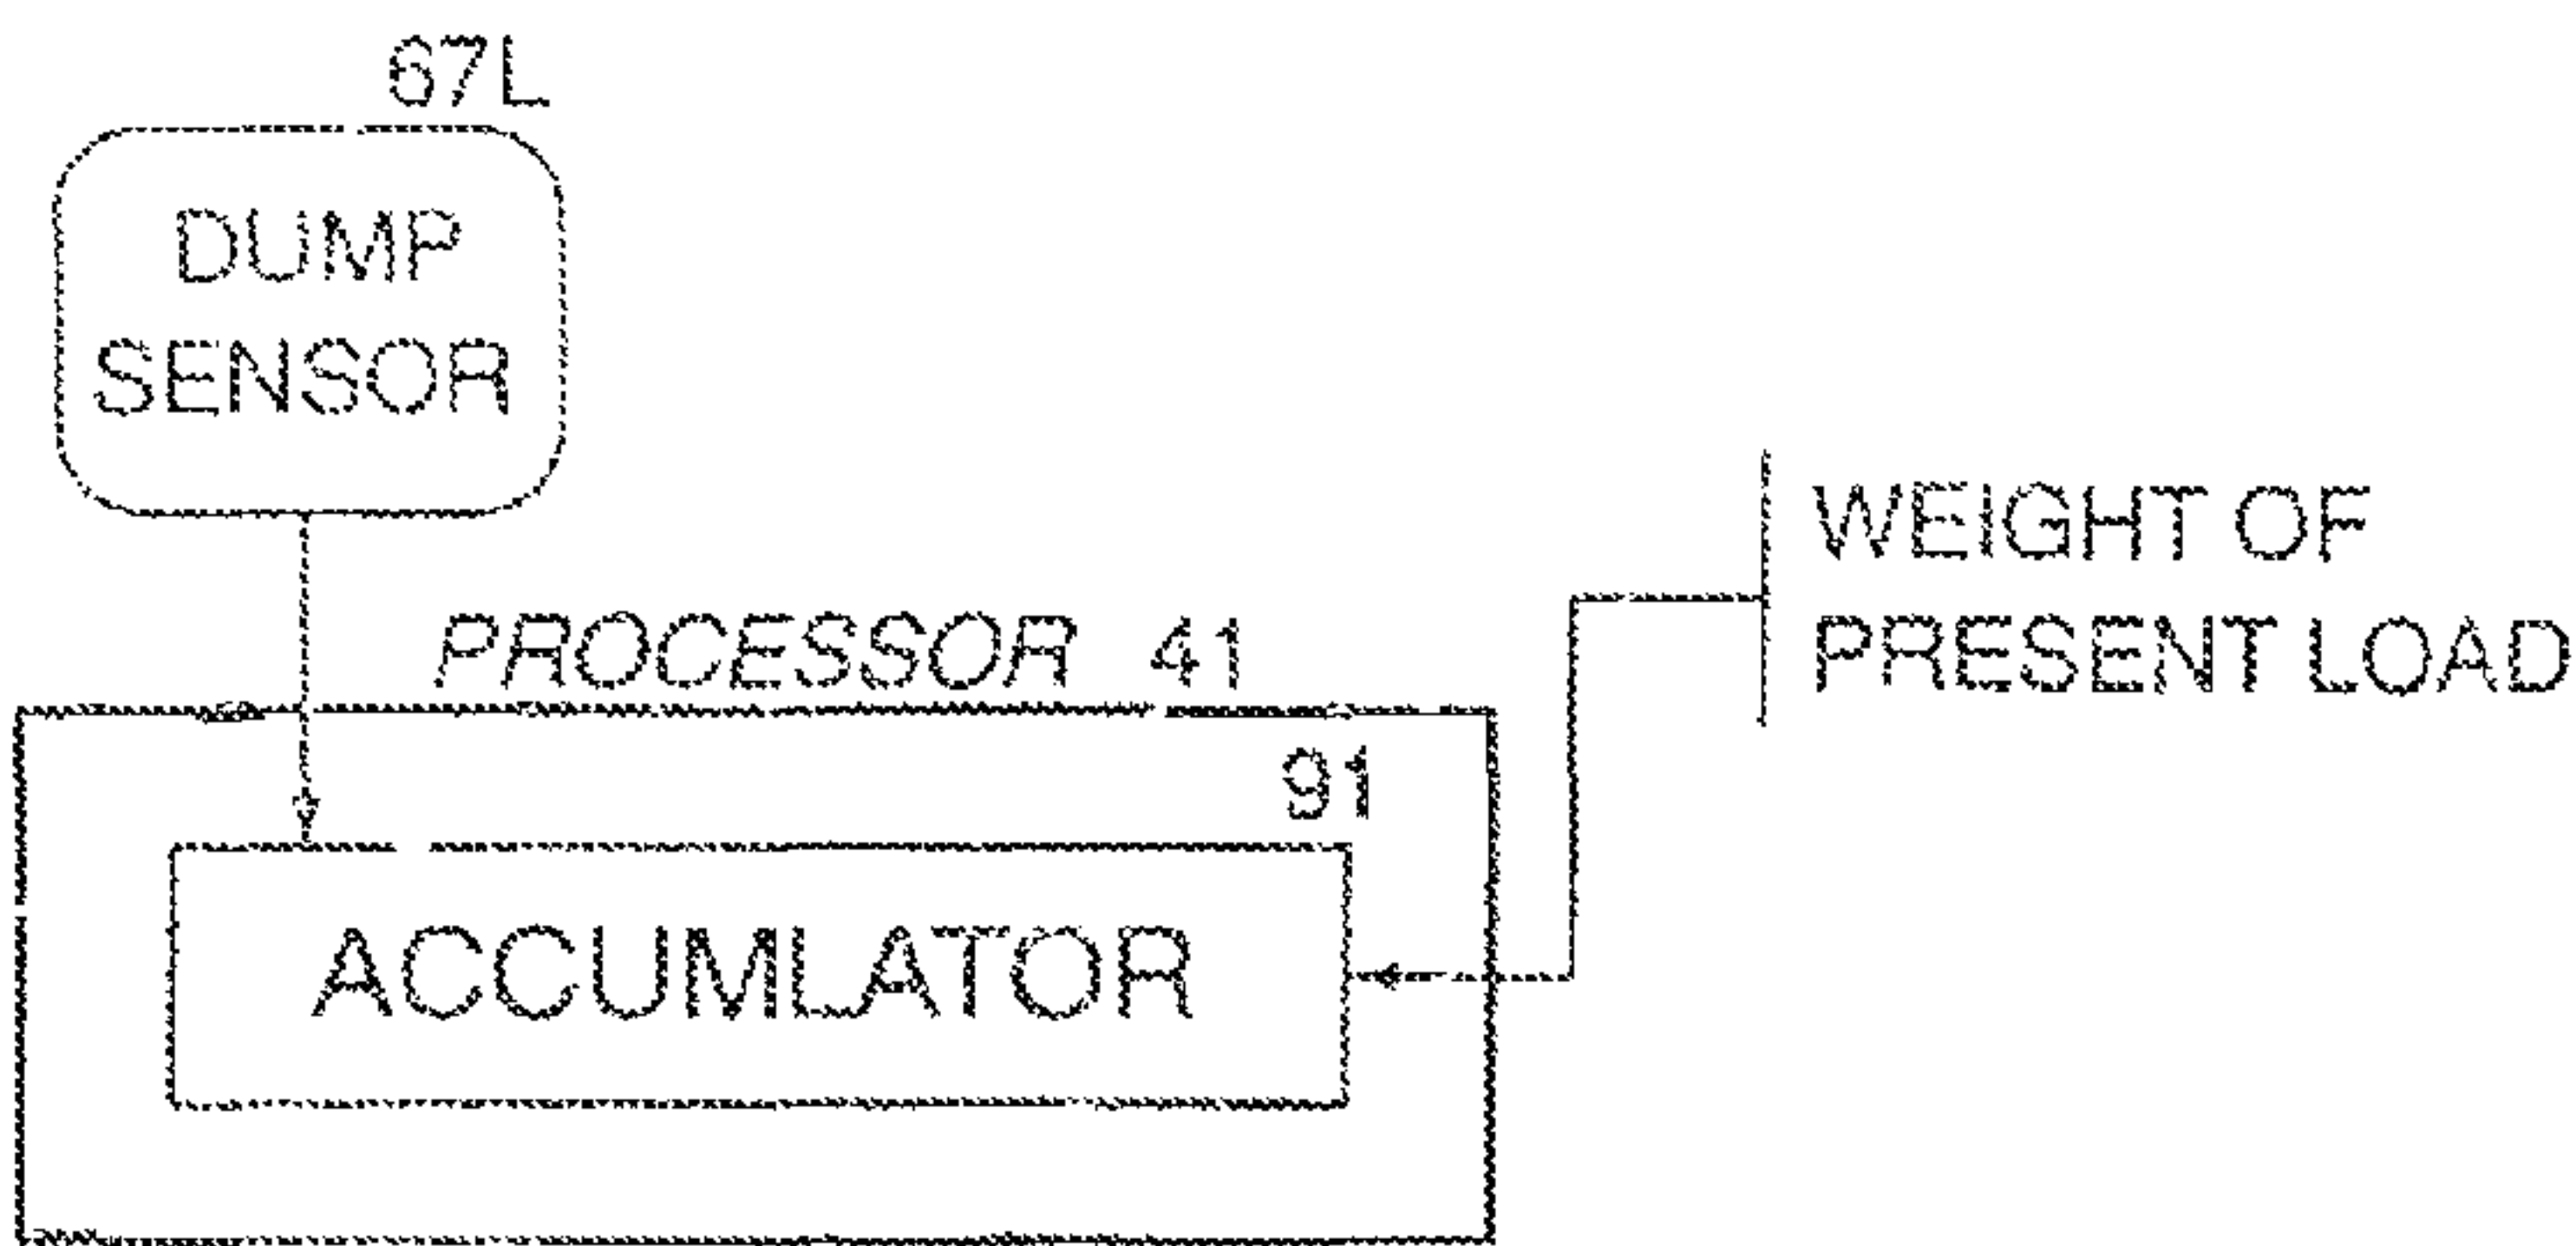 67L
DUMP
SENSOR
WEIGHT OF
PRESENT LOAD
PROCESSOR 41
91
ACCUMLATOR